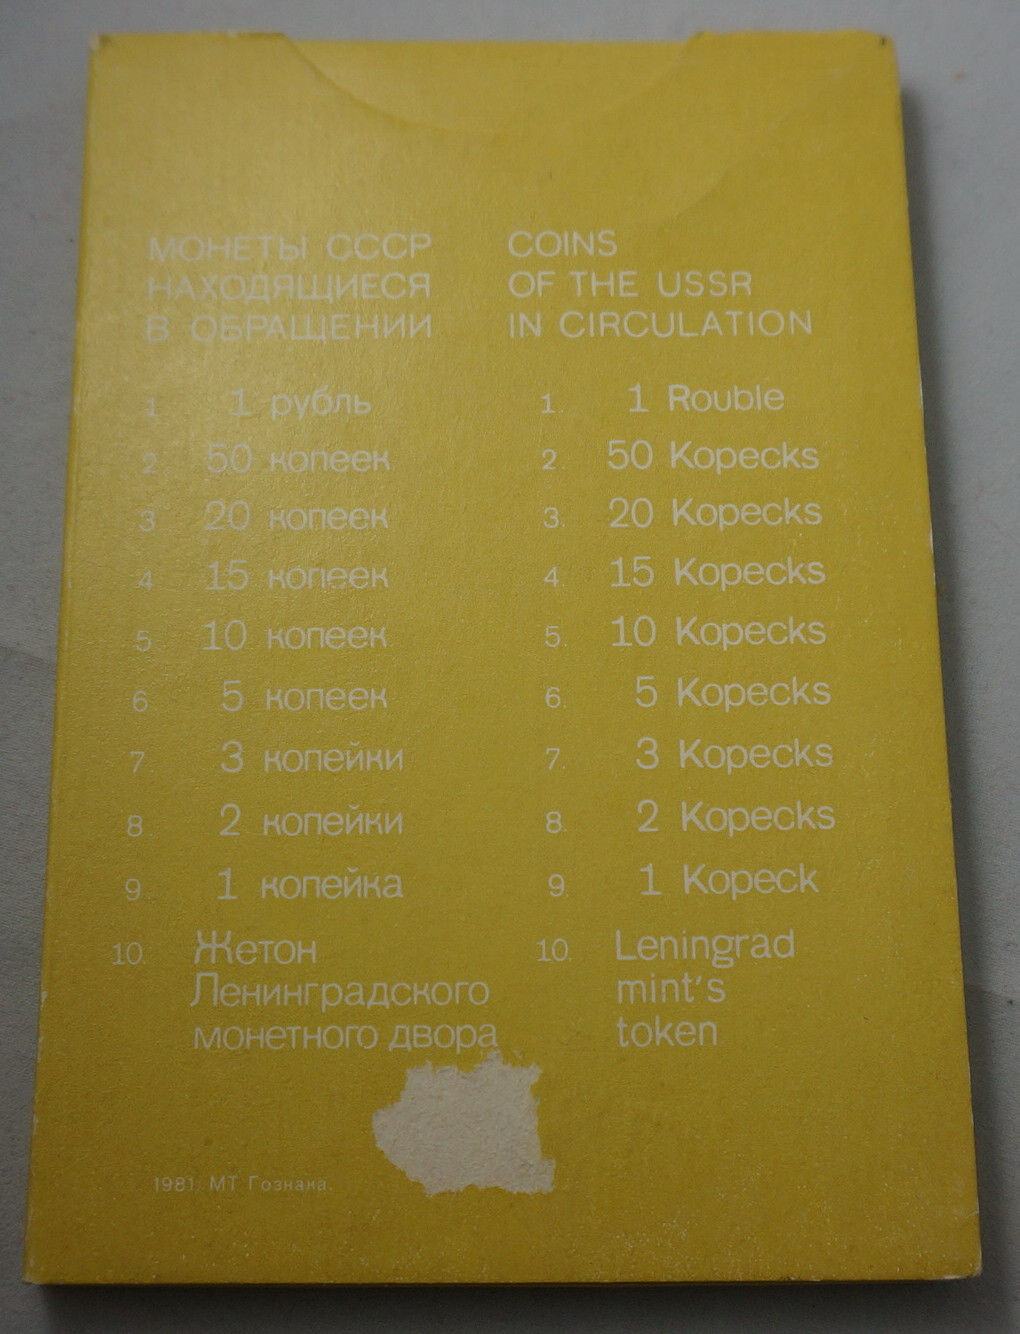 МОНЕТЫ СССР
НАХОДЯЩИЕСЯ
В ОБРАЩЕНИИ
1 1 рубль
2 50 копеек
3 20 копеек
4 15 копеек
5 10 копеек
6 5 копеек
7. 3 копейки
8. 2 копейки
9. 1 копейка
10. Жетон
Ленинградского
монетного двора
COINS
OF THE USSR
IN CIRCULATION
1. 1 Rouble
2. 50 Kopecks
3. 20 Kopecks
4. 15 Kopecks
5. 10 Kopecks
6. 5 Kopecks
7. 3 Kopecks
8. 2 Kopecks
9. 1 Kopeck
10. Leningrad
mint's
token
1981. МТ Гознака.